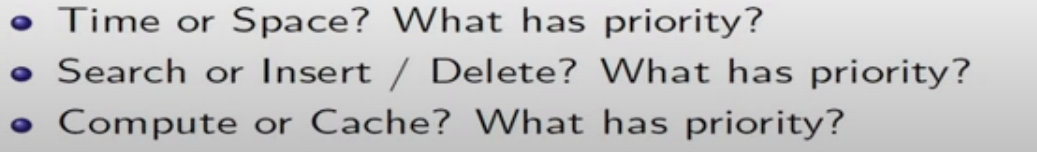 Time or Space? What has priority?
Search or Insert / Delete? What has priority?
Compute or Cache? What has priority?